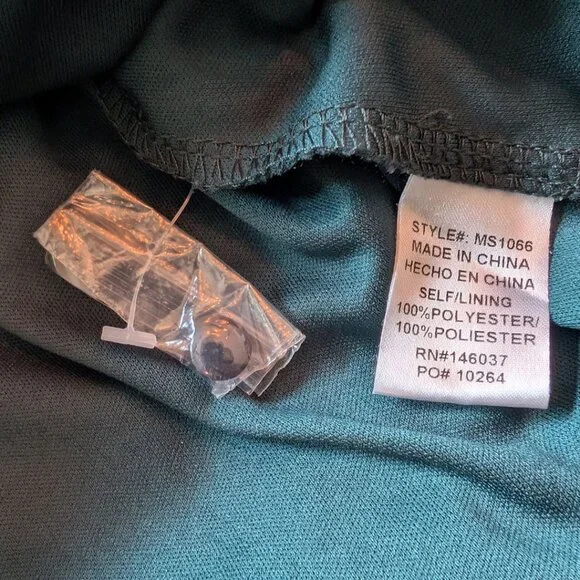 STYLE#: MS1066
MADE IN CHINA
HECHO EN CHINA
SELF/LINING
100%POLYESTER/
100%POLIESTER
RN#146037
PO# 10264